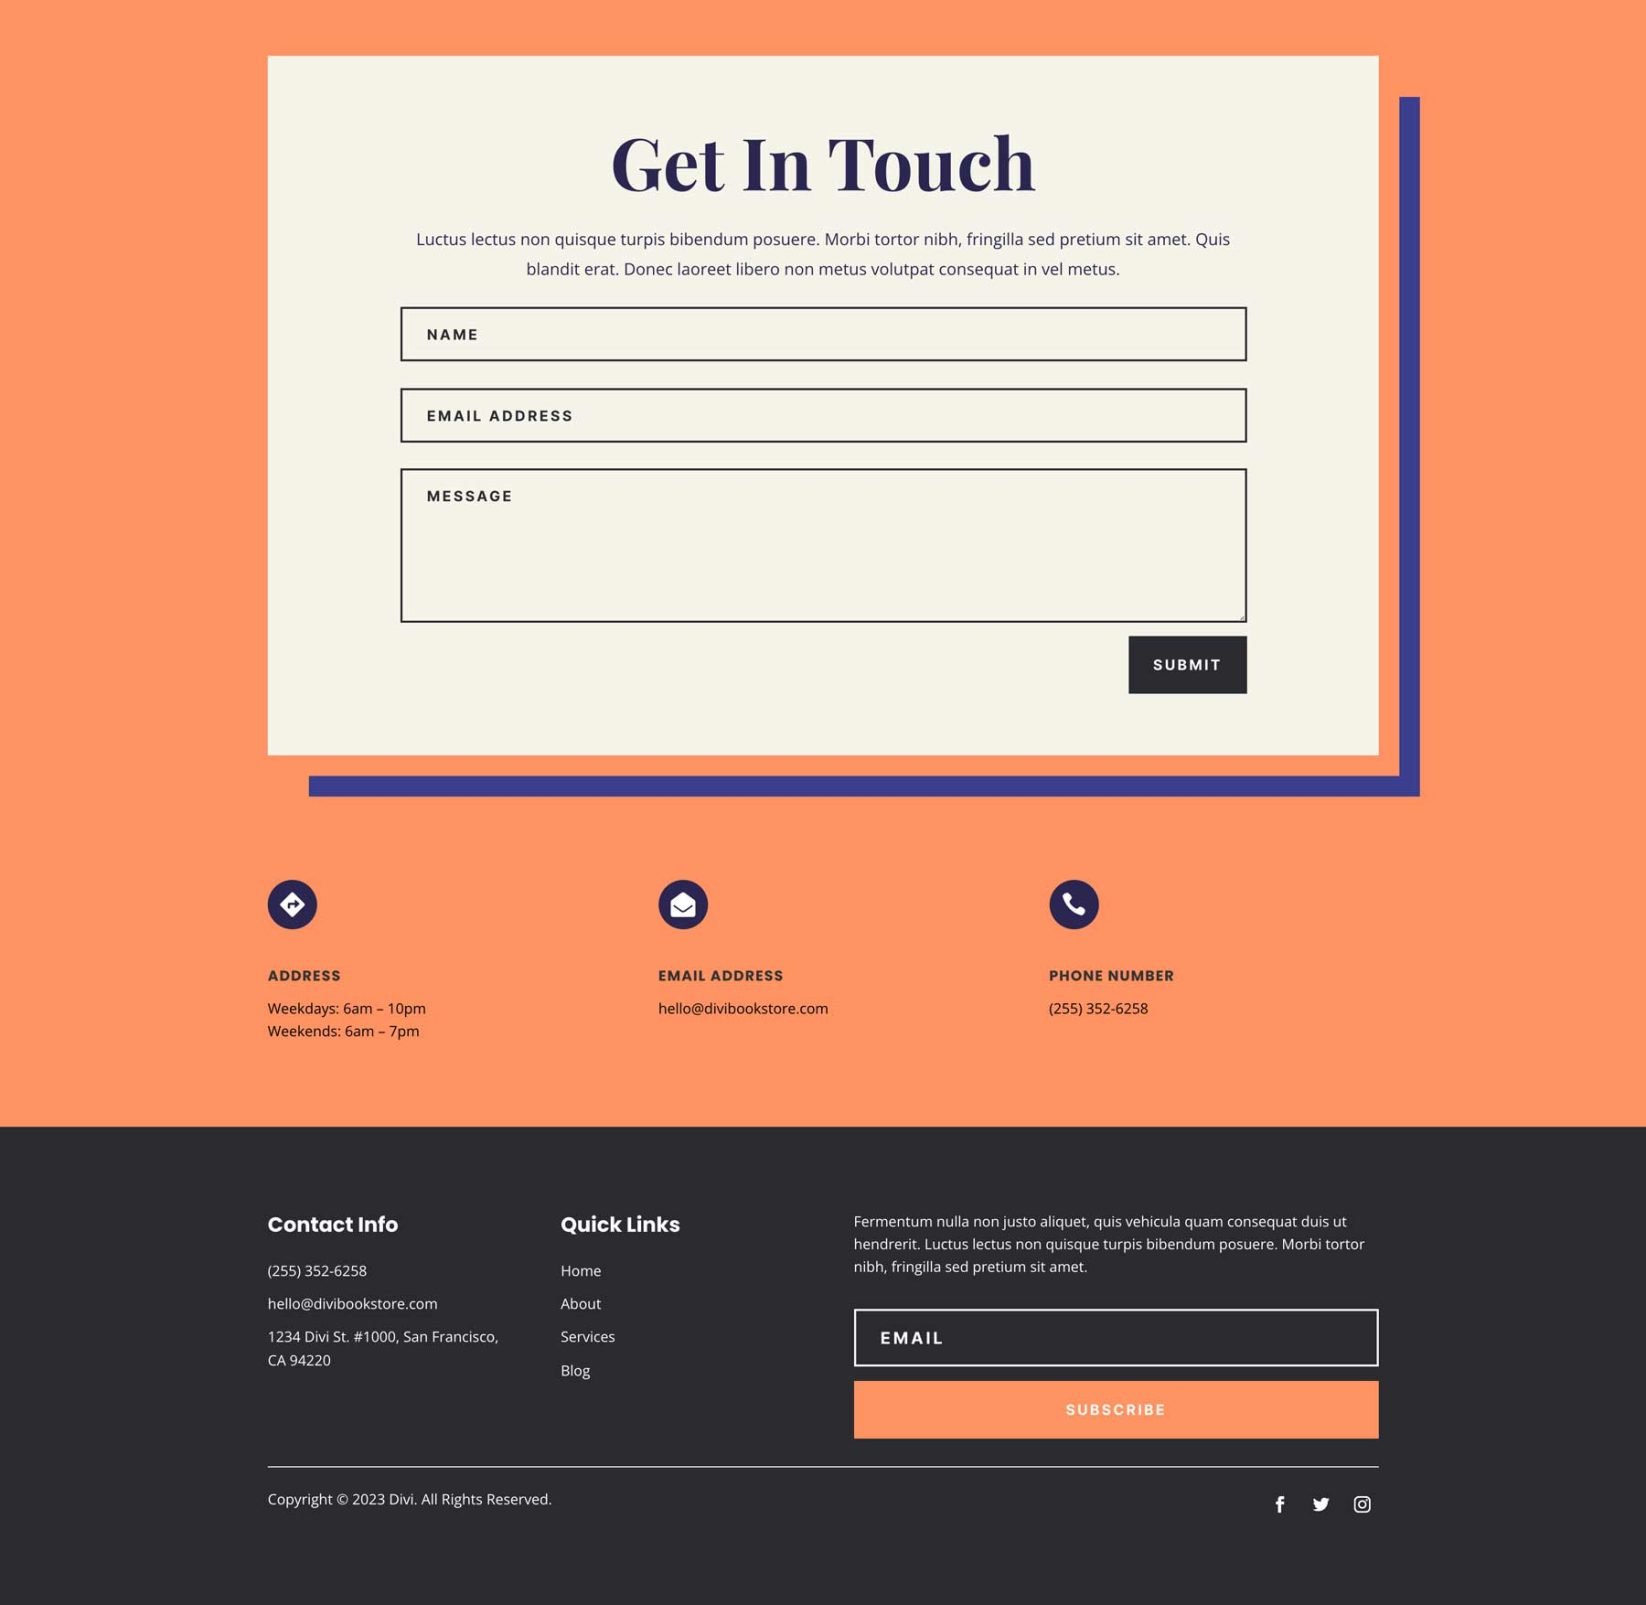 Get In Touch
Luctus lectus non quisque turpis bibendum posuere. Morbi tortor nibh, fringilla sed pretium sit amet. Quis
blandit erat. Donec laoreet libero non metus volutpat consequat in vel metus.
NAME
EMAIL ADDRESS
MESSAGE
SUBMIT
ADDRESS
Weekdays: 6am – 10pm
Weekends: 6am – 7pm
EMAIL ADDRESS
hello@divibookstore.com
PHONE NUMBER
(255) 352-6258
Contact Info
(255) 352-6258
hello@divibookstore.com
1234 Divi St. #1000, San Francisco,
CA 94220
Quick Links
Home
About
Services
Blog
Fermentum nulla non justo aliquet, quis vehicula quam consequat duis ut
hendrerit. Luctus lectus non quisque turpis bibendum posuere. Morbi tortor
nibh, fringilla sed pretium sit amet.
EMAIL
SUBSCRIBE
Copyright © 2023 Divi. All Rights Reserved.